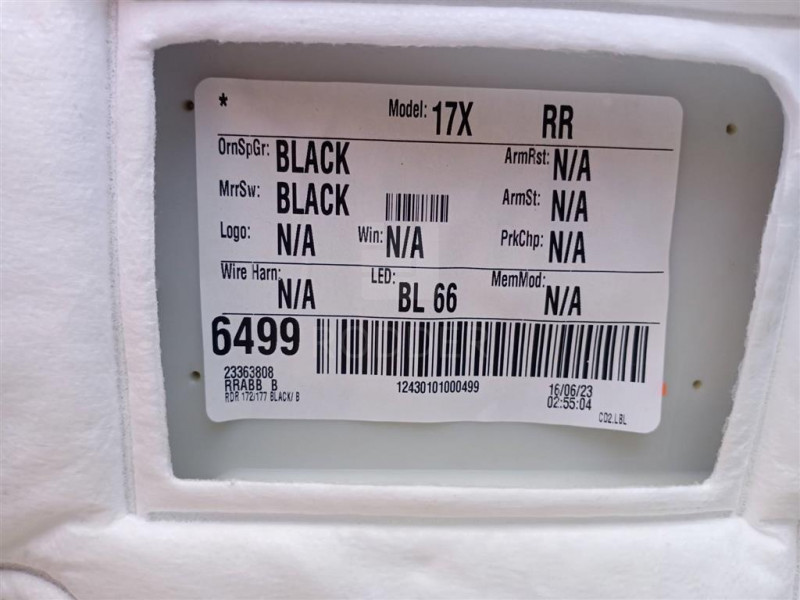 * Model: 17X RR
OrnSpGr: BLACK ArmRst: N/A
MrrSw: BLACK ArmSt: N/A
Logo: N/A Win: N/A PrkChp: N/A
Wire Harn: N/A LED: BL 66 MemMod: N/A
6499
23363808 12430101000499 16/06/23
RRABB_B 02:55:04
RDR 172/177 BLACK/ B CD2.LBL